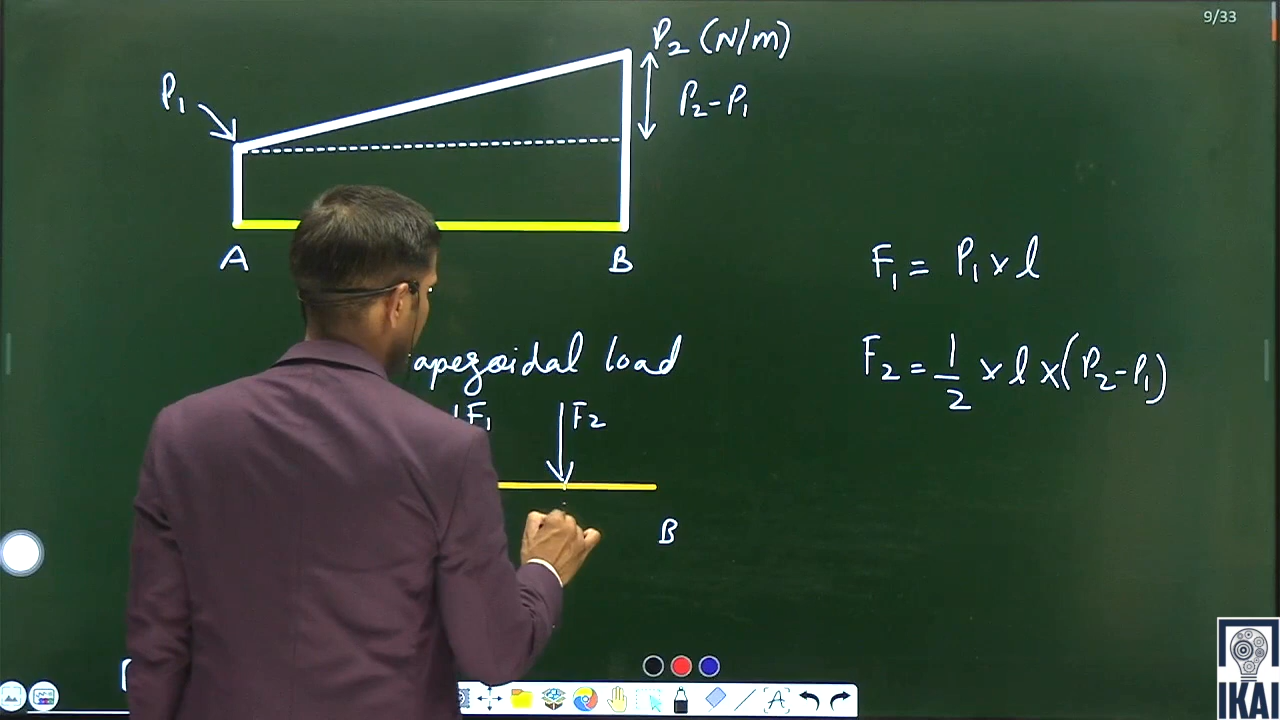 9/33
P2 (N/m)
P1
P2-P1
A
B
F1 = P1 x l
F2 = 1/2 x l x (P2-P1)
apezoidal load
F1
F2
B
A
IKAI